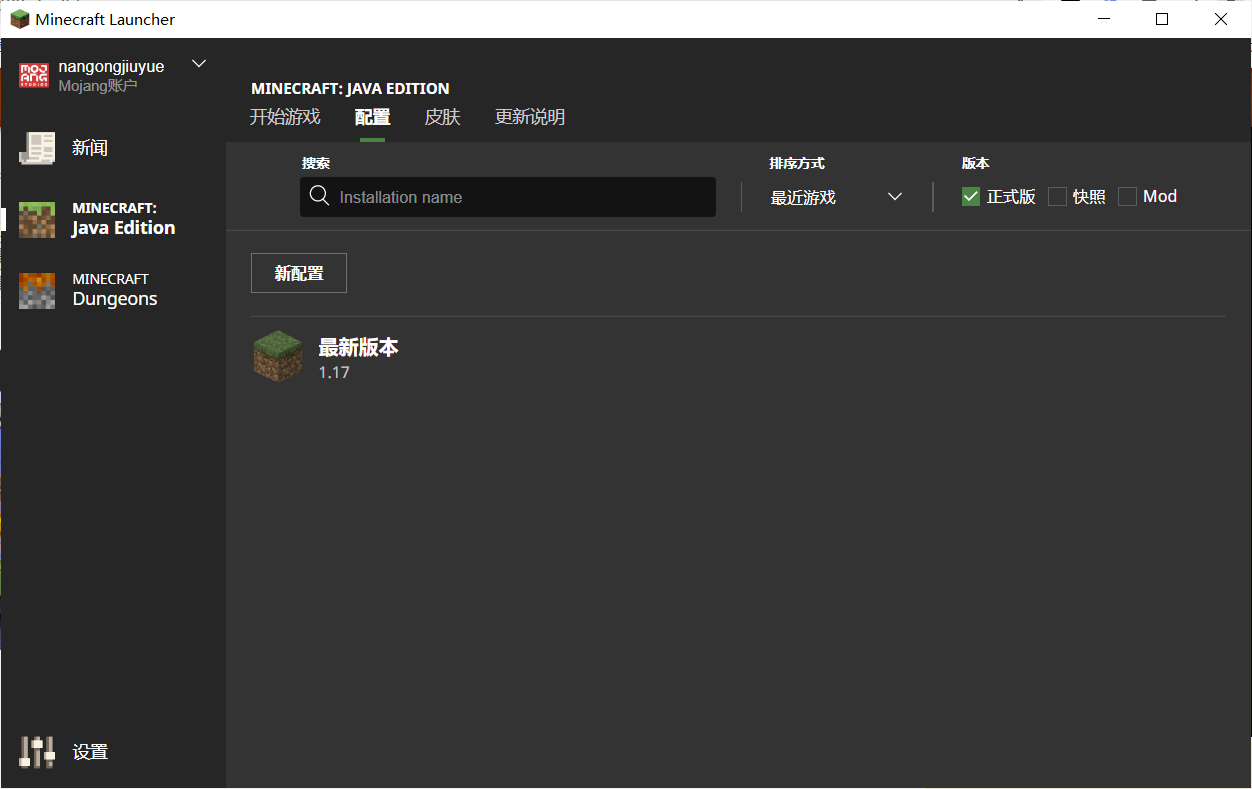 Minecraft Launcher
MOJANG STUDIOS
nangongjiuyue
Mojang账户
新闻
MINECRAFT:
Java Edition
MINECRAFT
Dungeons
设置
MINECRAFT: JAVA EDITION
开始游戏 配置 皮肤 更新说明
搜索 排序方式 版本
Installation name 最近游戏 正式版 快照 Mod
新配置
最新版本
1.17